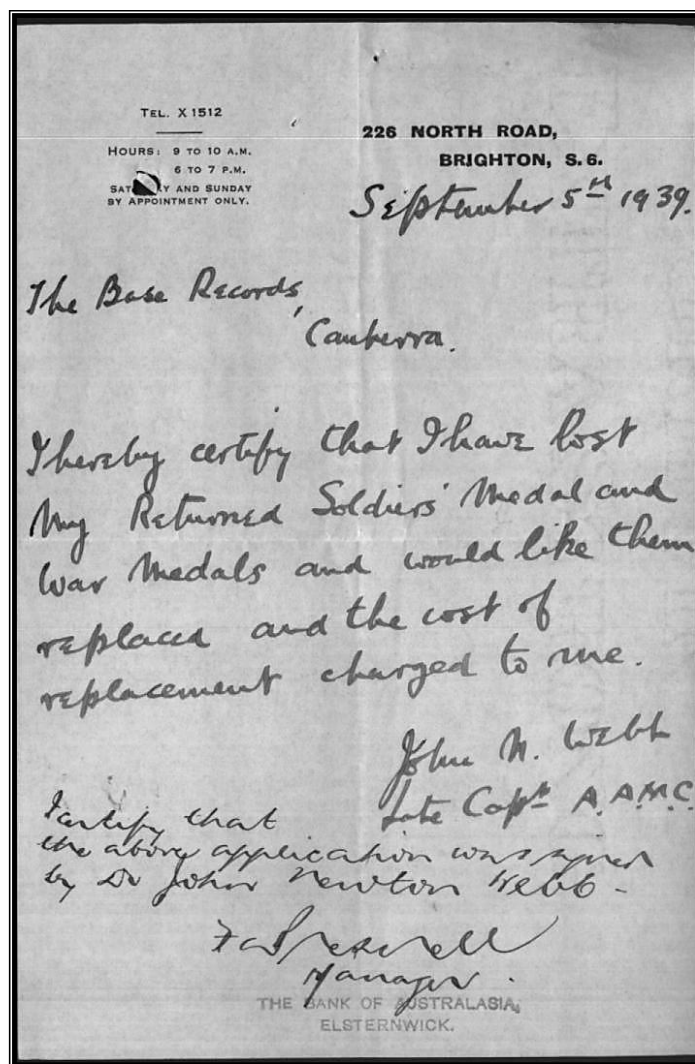 TEL. X 1512
HOURS: 9 TO 10 A.M.
6 TO 7 P.M.
SAT Y AND SUNDAY
BY APPOINTMENT ONLY.
226 NORTH ROAD,
BRIGHTON, S. 6.
September 5th 1939.
The Base Records,
Canberra.
I hereby certify that I have lost
my Returned Soldiers' Medal and
War Medals and would like them
replaced and the cost of
replacement charged to me.
John N. Webb
Late Capt A.A.M.C.
I certify that
the above application was signed
by Dr John Newton Webb -
Manager.
THE BANK OF AUSTRALASIA,
ELSTERNWICK.